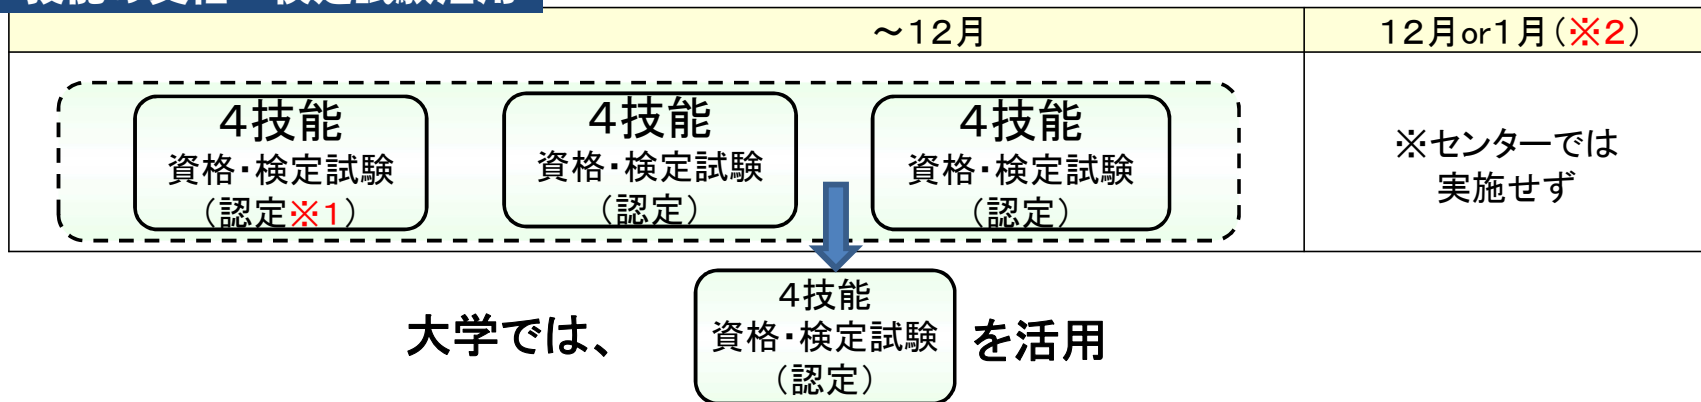 ～12月
12月or1月（※2）
4技能
資格・検定試験
（認定※1）
4技能
資格・検定試験
（認定）
4技能
資格・検定試験
（認定）
※センターでは
実施せず
大学では、
4技能
資格・検定試験
（認定）
を活用